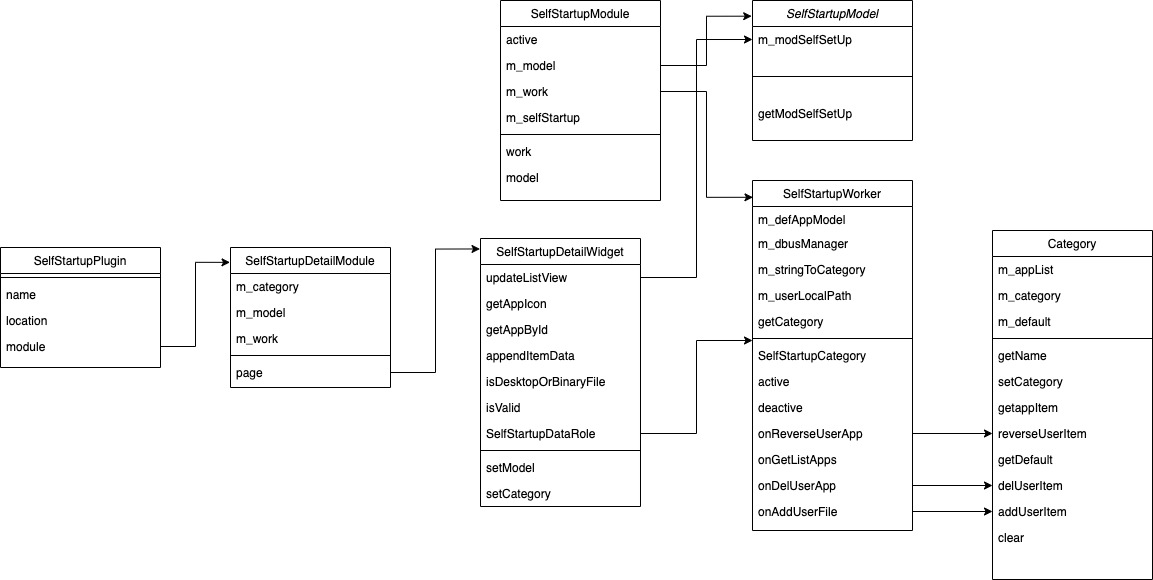 SelfStartupModule
active
m_model
m_work
m_selfStartup
work
model
SelfStartupModel
m_modSelfSetUp
getModSelfSetUp
SelfStartupPlugin
name
location
module
SelfStartupDetailModule
m_category
m_model
m_work
page
SelfStartupDetailWidget
updateListView
getAppIcon
getAppById
appendItemData
isDesktopOrBinaryFile
isValid
SelfStartupDataRole
setModel
setCategory
SelfStartupWorker
m_defAppModel
m_dbusManager
m_stringToCategory
m_userLocalPath
getCategory
SelfStartupCategory
active
deactive
onReverseUserApp
onGetListApps
onDelUserApp
onAddUserFile
Category
m_appList
m_category
m_default
getName
setCategory
getappItem
reverseUserItem
getDefault
delUserItem
addUserItem
clear